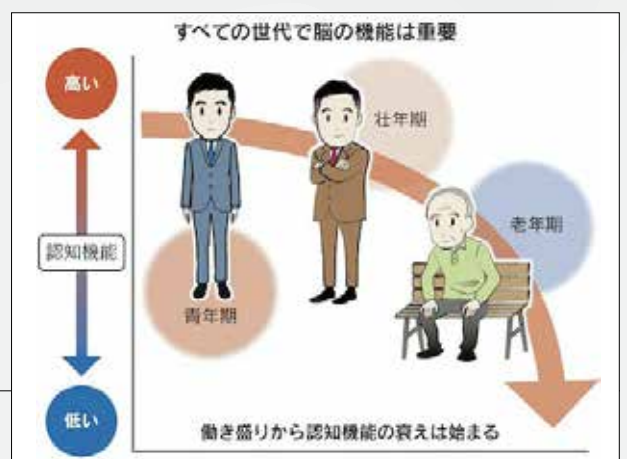 すべての世代で脳の機能は重要
高い
認知機能
低い
青年期
壮年期
老年期
働き盛りから認知機能の衰えは始まる